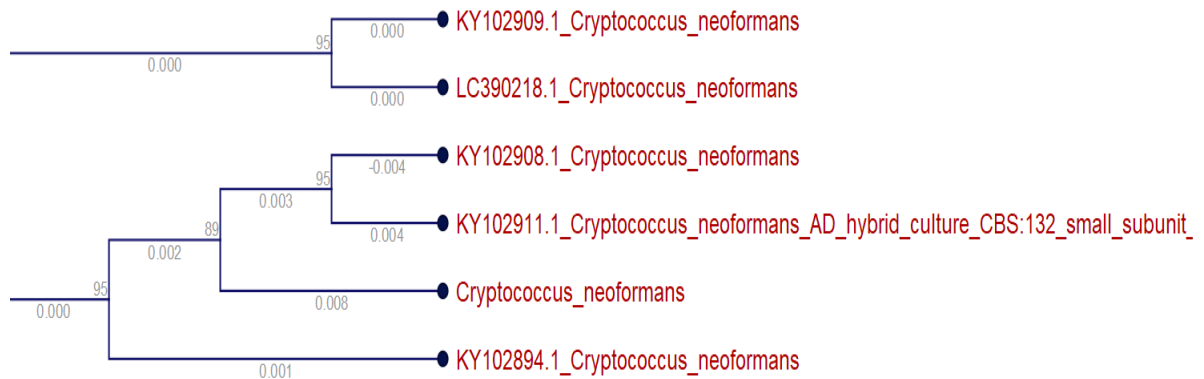 0.000
95
0.000
KY102909.1_Cryptococcus_neoformans
0.000
LC390218.1_Cryptococcus_neoformans
95
-0.004
KY102908.1_Cryptococcus_neoformans
0.003
89
0.004
KY102911.1_Cryptococcus_neoformans_AD_hybrid_culture_CBS:132_small_subunit_
0.002
95
0.008
Cryptococcus_neoformans
0.000
0.001
KY102894.1_Cryptococcus_neoformans